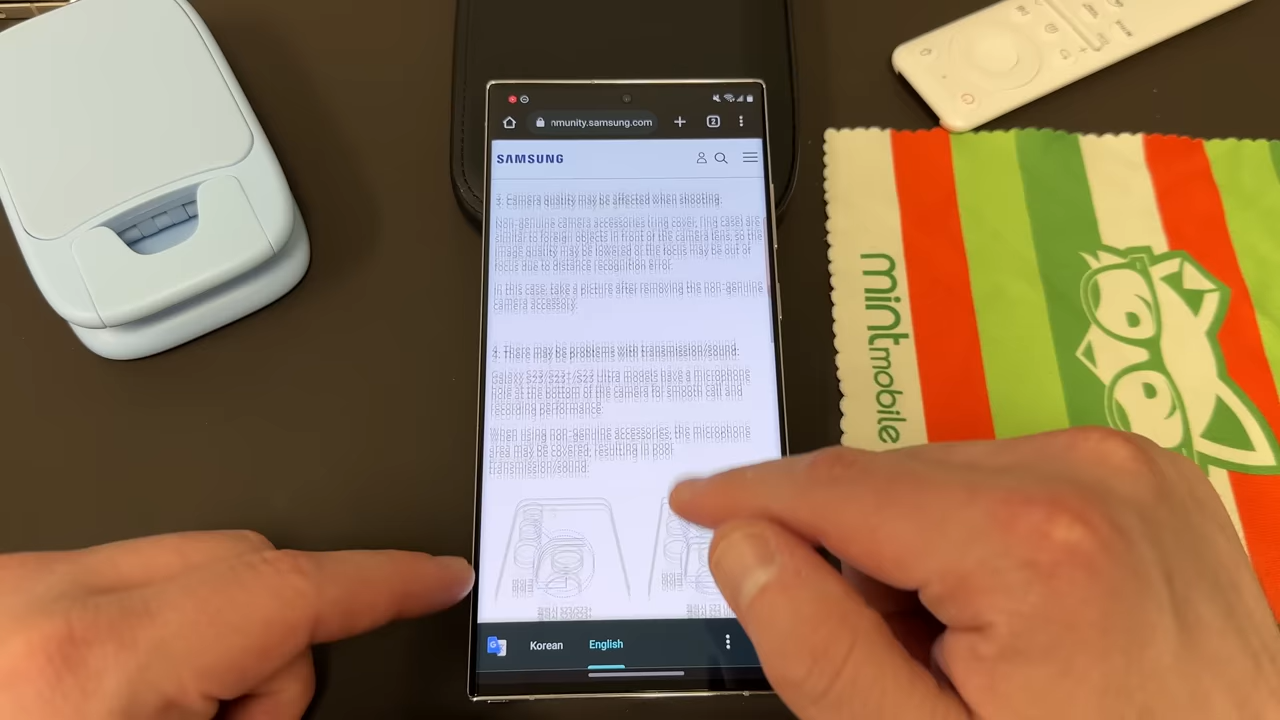 nmunity.samsung.com
2
SAMSUNG
3. Camera quality may be affected when shooting.
Non-genuine camera accessories (ring cover, ring case) are
similar to foreign objects in front of the camera lens, so the
image quality may be lowered or the focus may be out of
focus due to distance recognition error.
In this case, take a picture after removing the non-genuine
camera accessory.
4. There may be problems with transmission/sound.
Galaxy S23/S23+/S23 Ultra models have a microphone
hole at the bottom of the camera for smooth call and
recording performance.
When using non-genuine accessories, the microphone
area may be covered, resulting in poor
transmission/sound.
Korean
English
mint
mobile